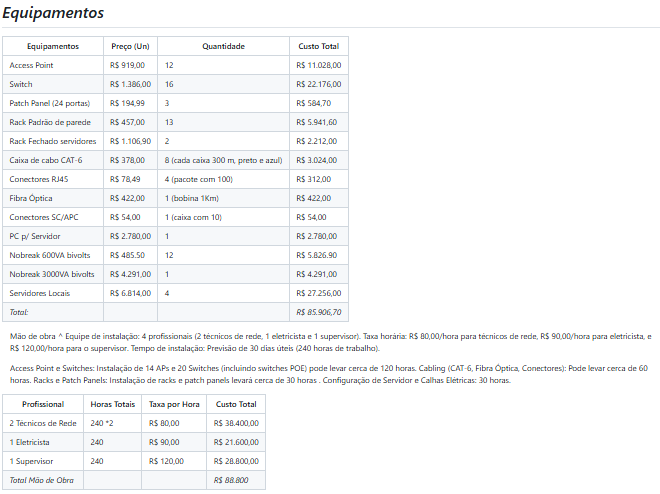 Equipamentos
Equipamentos Preço (Un) Quantidade Custo Total
Access Point R$ 919,00 12 R$ 11.028,00
Switch R$ 1.386,00 16 R$ 22.176,00
Patch Panel (24 portas) R$ 194,99 3 R$ 584,70
Rack Padrão de parede R$ 457,00 13 R$ 5.941,60
Rack Fechado servidores R$ 1.106,90 2 R$ 2.212,00
Caixa de cabo CAT-6 R$ 378,00 8 (cada caixa 300 m, preto e azul) R$ 3.024,00
Conectores RJ45 R$ 78,49 4 (pacote com 100) R$ 312,00
Fibra Óptica R$ 422,00 1 (bobina 1Km) R$ 422,00
Conectores SC/APC R$ 54,00 1 (caixa com 10) R$ 54,00
PC p/ Servidor R$ 2.780,00 1 R$ 2.780,00
Nobreak 600VA bivolts R$ 485.50 12 R$ 5.826.90
Nobreak 3000VA bivolts R$ 4.291,00 1 R$ 4.291,00
Servidores Locais R$ 6.814,00 4 R$ 27.256,00
Total: R$ 85.906,70
Mão de obra ^ Equipe de instalação: 4 profissionais (2 técnicos de rede, 1 eletricista e 1 supervisor). Taxa horária: R$ 80,00/hora para técnicos de rede, R$ 90,00/hora para eletricista, e
R$ 120,00/hora para o supervisor. Tempo de instalação: Previsão de 30 dias úteis (240 horas de trabalho).
Access Point e Switches: Instalação de 14 APs e 20 Switches (incluindo switches POE) pode levar cerca de 120 horas. Cabling (CAT-6, Fibra Óptica, Conectores): Pode levar cerca de 60
horas. Racks e Patch Panels: Instalação de racks e patch panels levará cerca de 30 horas . Configuração de Servidor e Calhas Elétricas: 30 horas.
Profissional Horas Totais Taxa por Hora Custo Total
2 Técnicos de Rede 240 *2 R$ 80,00 R$ 38.400,00
1 Eletricista 240 R$ 90,00 R$ 21.600,00
1 Supervisor 240 R$ 120,00 R$ 28.800,00
Total Mão de Obra R$ 88.800